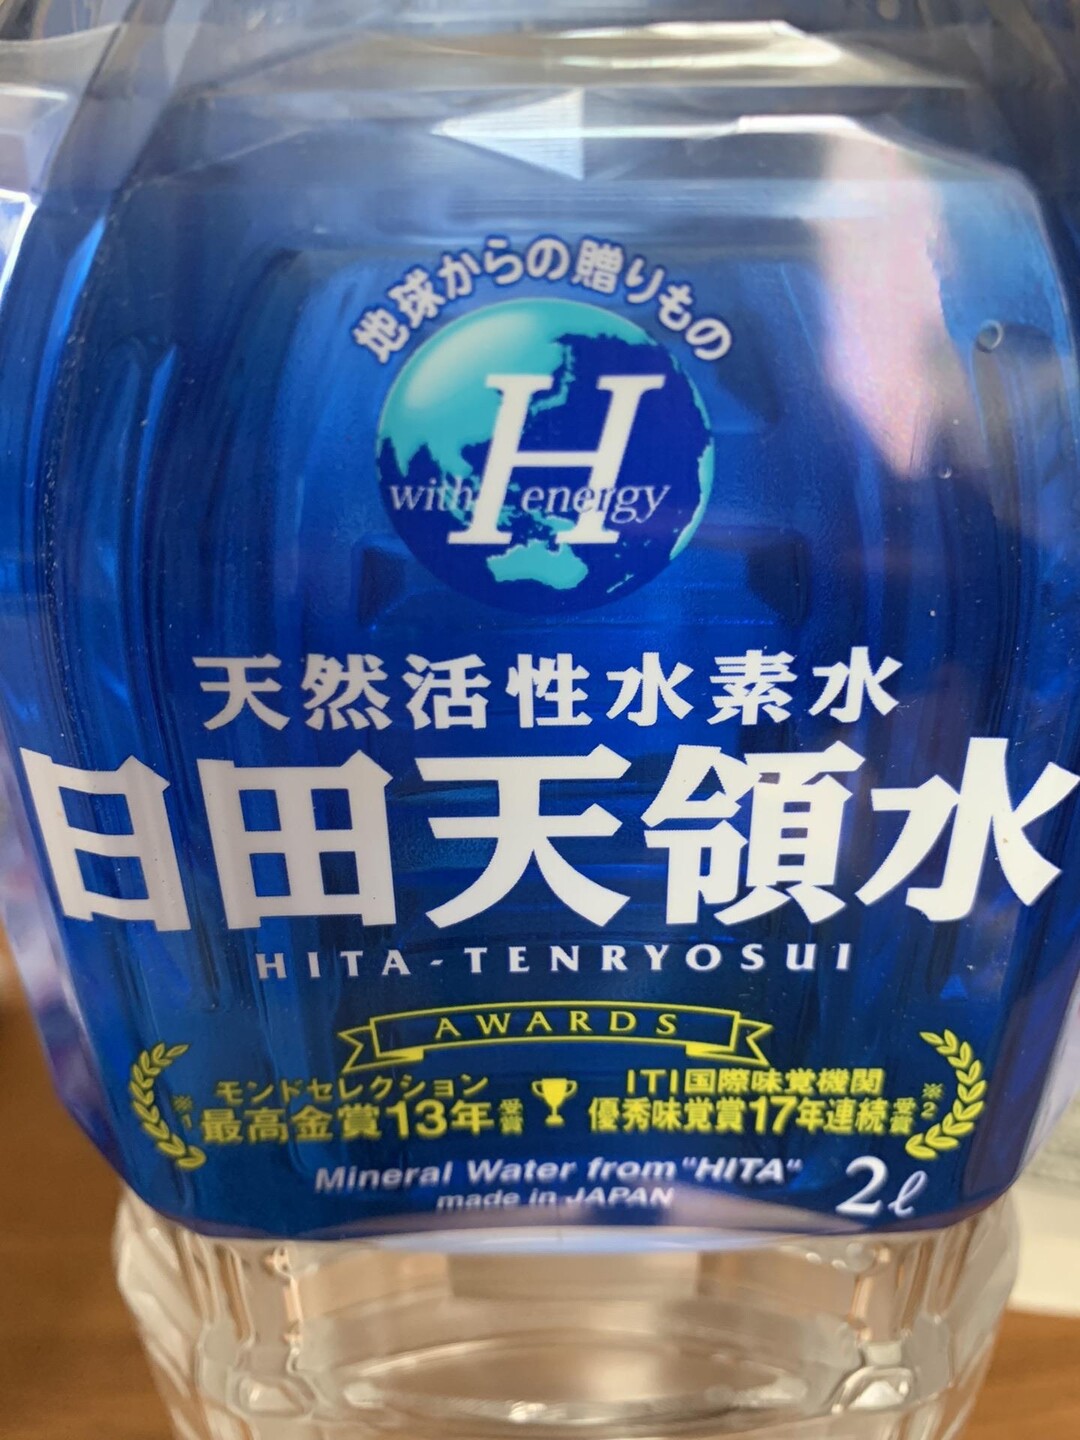 地球からの贈りもの
H
with energy
天然活性水素水
日田天領水
HITA-TENRYOSUI
AWARDS
モンドセレクション
※1 最高金賞13年受賞
ITI国際味覚機関
優秀味覚賞17年連続受賞 ※2
Mineral Water from "HITA"
made in JAPAN
2ℓ